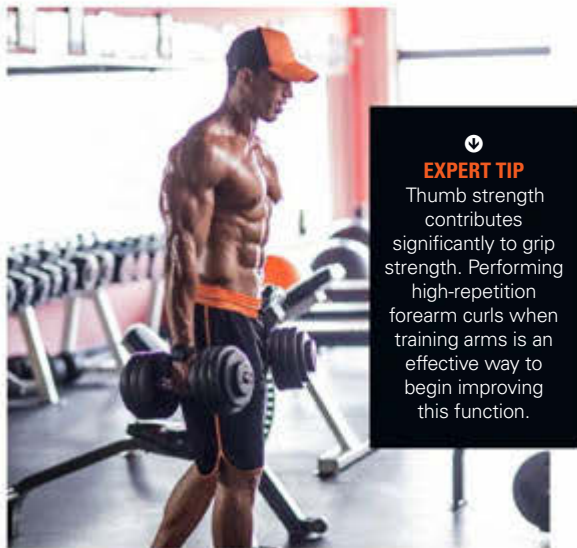 EXPERT TIP
Thumb strength
contributes
significantly to grip
strength. Performing
high-repetition
forearm curls when
training arms is an
effective way to
begin improving
this function.